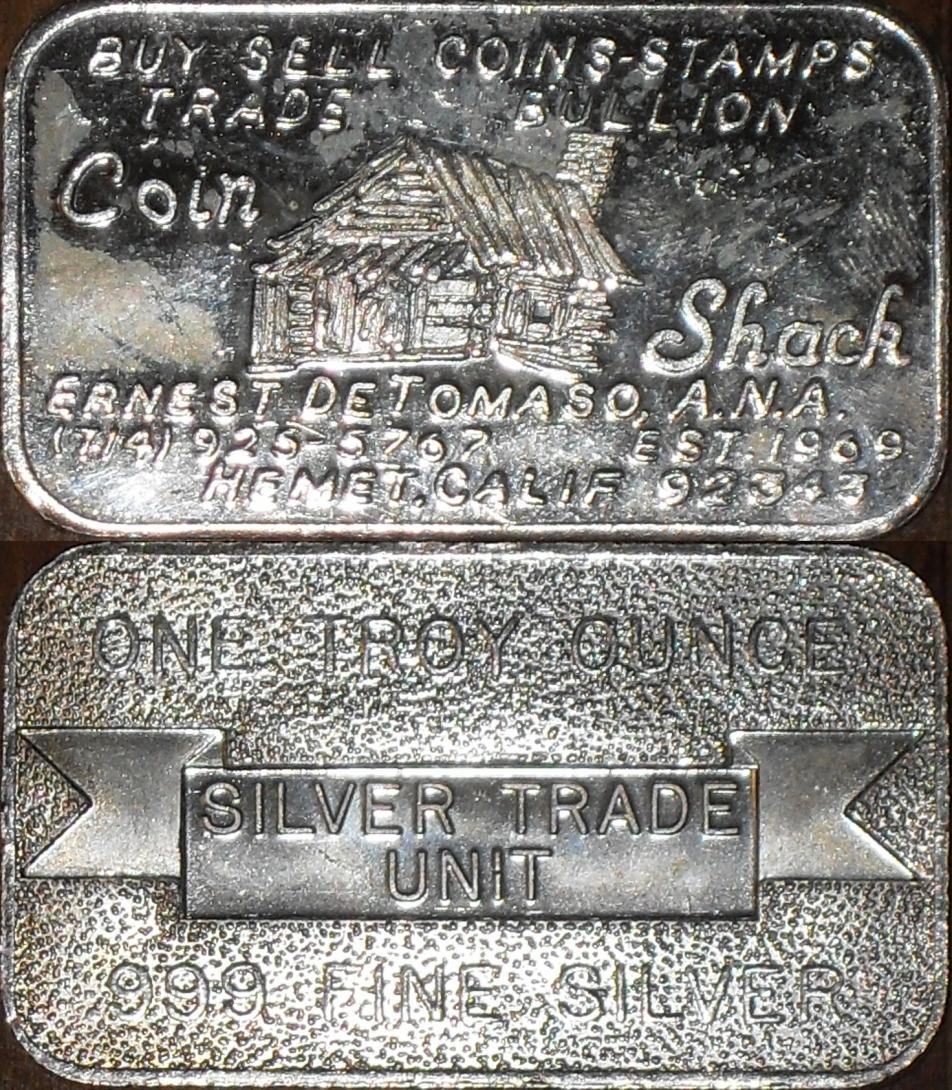 BUY SELL COINS-STAMPS
TRADE BULLION
Coin
Shack
ERNEST DETOMASO, A.N.A.
(714) 925-5767 EST. 1969
HEMET, CALIF 92343
ONE TROY OUNCE
SILVER TRADE
UNIT
999 FINE SILVER